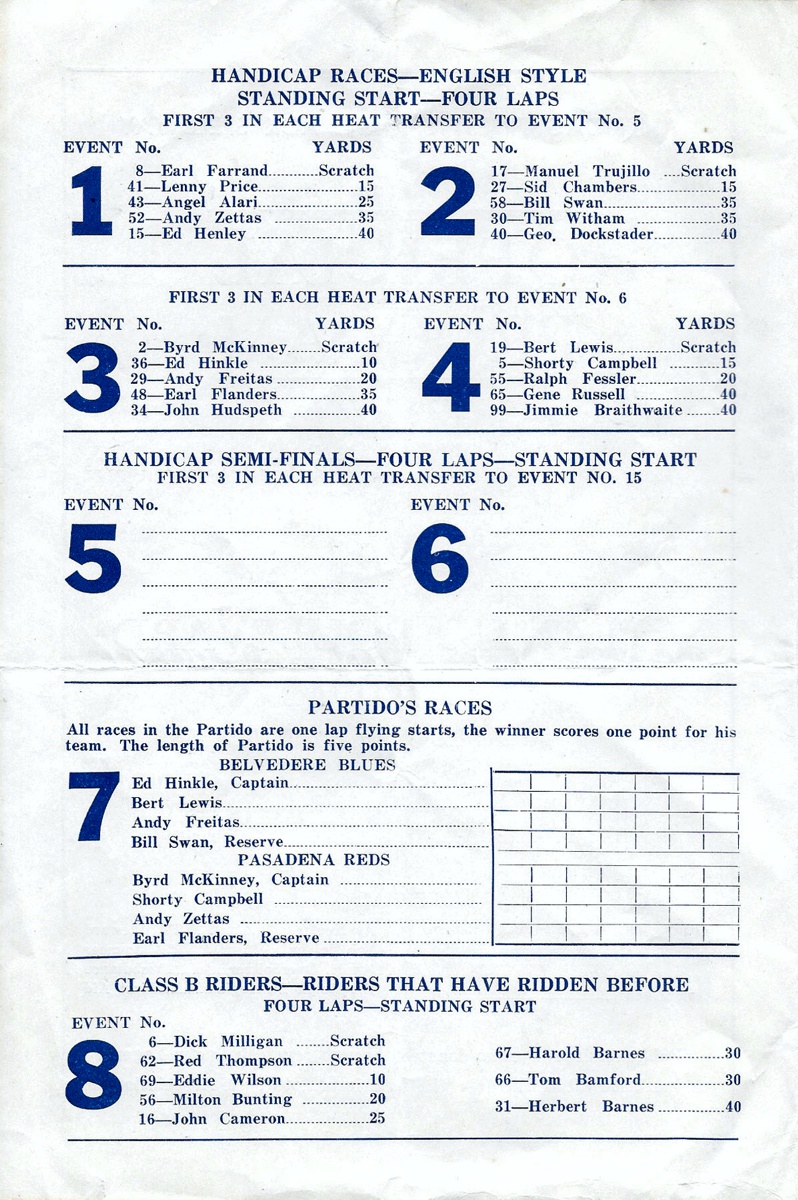 HANDICAP RACES—ENGLISH STYLE
STANDING START—FOUR LAPS
FIRST 3 IN EACH HEAT TRANSFER TO EVENT No. 5
EVENT No. YARDS
1
8—Earl Farrand............Scratch
41—Lenny Price........................15
43—Angel Alari........................25
52—Andy Zettas .......................35
15—Ed Henley ........................40
EVENT No. YARDS
2
17—Manuel Trujillo ....Scratch
27—Sid Chambers....................15
58—Bill Swan............................35
30—Tim Witham .....................35
40—Geo. Dockstader................40
FIRST 3 IN EACH HEAT TRANSFER TO EVENT No. 6
EVENT No. YARDS
3
2—Byrd McKinney........Scratch
36—Ed Hinkle ..........................10
29—Andy Freitas ...................20
48—Earl Flanders...................35
34—John Hudspeth .................40
EVENT No. YARDS
4
19—Bert Lewis................Scratch
5—Shorty Campbell ..............15
55—Ralph Fessler....................20
65—Gene Russell ....................40
99—Jimmie Braithwaite ........40
HANDICAP SEMI-FINALS—FOUR LAPS—STANDING START
FIRST 3 IN EACH HEAT TRANSFER TO EVENT NO. 15
EVENT No.
5
EVENT No.
6
PARTIDO'S RACES
All races in the Partido are one lap flying starts, the winner scores one point for his
team. The length of Partido is five points.
7
BELVEDERE BLUES
Ed Hinkle, Captain
Bert Lewis
Andy Freitas
Bill Swan, Reserve
PASADENA REDS
Byrd McKinney, Captain
Shorty Campbell
Andy Zettas
Earl Flanders, Reserve
CLASS B RIDERS—RIDERS THAT HAVE RIDDEN BEFORE
FOUR LAPS—STANDING START
EVENT No.
8
6—Dick Milligan ........Scratch
62—Red Thompson ........Scratch
69—Eddie Wilson ....................10
56—Milton Bunting ................20
16—John Cameron....................25
67—Harold Barnes ................30
66—Tom Bamford....................30
31—Herbert Barnes ................40